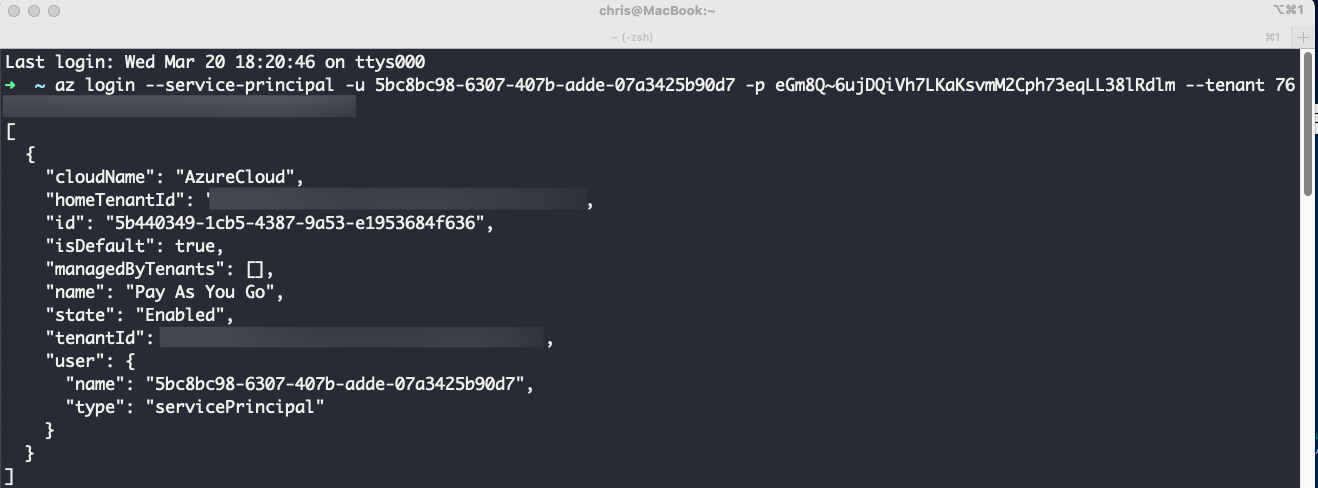 chris@MacBook:~
⌥⌘1
~ (-zsh)
⌘1
Last login: Wed Mar 20 18:20:46 on ttys000
➜ ~ az login --service-principal -u 5bc8bc98-6307-407b-adde-07a3425b90d7 -p eGm8Q~6ujDQiVh7LKaKsvmM2Cph73eqLL38lRdlm --tenant 76
[
{
"cloudName": "AzureCloud",
"homeTenantId": ",
"id": "5b440349-1cb5-4387-9a53-e1953684f636",
"isDefault": true,
"managedByTenants": [],
"name": "Pay As You Go",
"state": "Enabled",
"tenantId": ,
"user": {
"name": "5bc8bc98-6307-407b-adde-07a3425b90d7",
"type": "servicePrincipal"
}
}
]